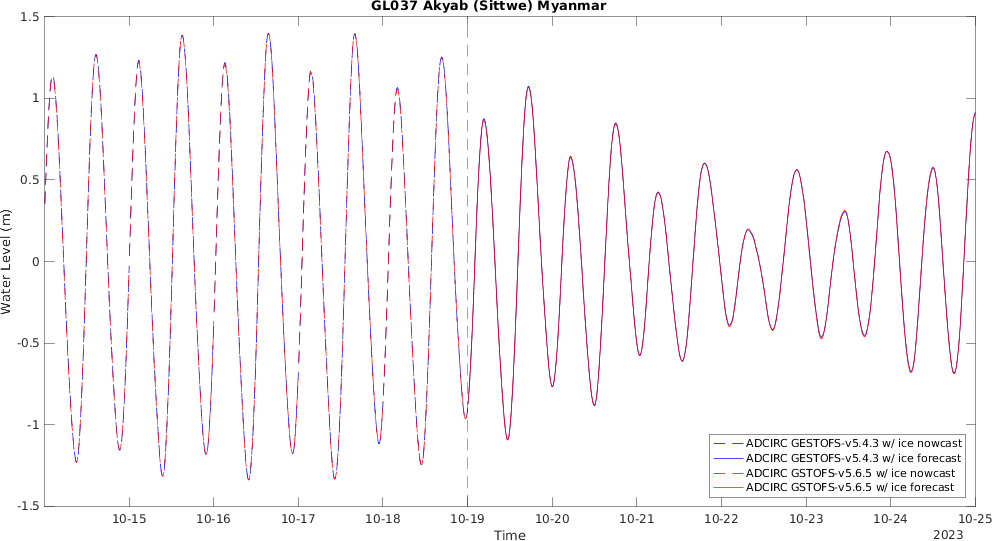 GL037 Akyab (Sittwe) Myanmar
Water Level (m)
1.5
1
0.5
0
-0.5
-1
-1.5
ADCIRC GESTOFS-v5.4.3 w/ ice nowcast
ADCIRC GESTOFS-v5.4.3 w/ ice forecast
ADCIRC GSTOFS-v5.6.5 w/ ice nowcast
ADCIRC GSTOFS-v5.6.5 w/ ice forecast
10-15 10-16 10-17 10-18 10-19 10-20 10-21 10-22 10-23 10-24 10-25
Time
2023